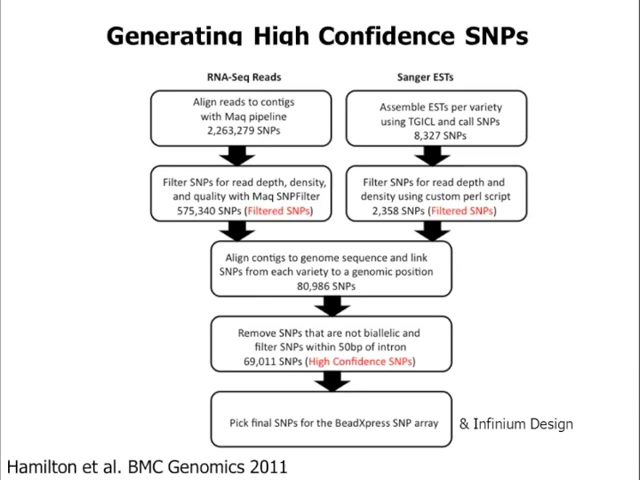 Generating High Confidence SNPs
RNA-Seq Reads
Align reads to contigs
with Maq pipeline
2,263,279 SNPs
Filter SNPs for read depth, density,
and quality with Maq SNPFilter
575,340 SNPs (Filtered SNPs)
Sanger ESTs
Assemble ESTs per variety
using TGICL and call SNPs
8,327 SNPs
Filter SNPs for read depth and
density using custom perl script
2,358 SNPs (Filtered SNPs)
Align contigs to genome sequence and link
SNPs from each variety to a genomic position
80,986 SNPs
Remove SNPs that are not biallelic and
filter SNPs within 50bp of intron
69,011 SNPs (High Confidence SNPs)
Pick final SNPs for the BeadXpress SNP array
& Infinium Design
Hamilton et al. BMC Genomics 2011